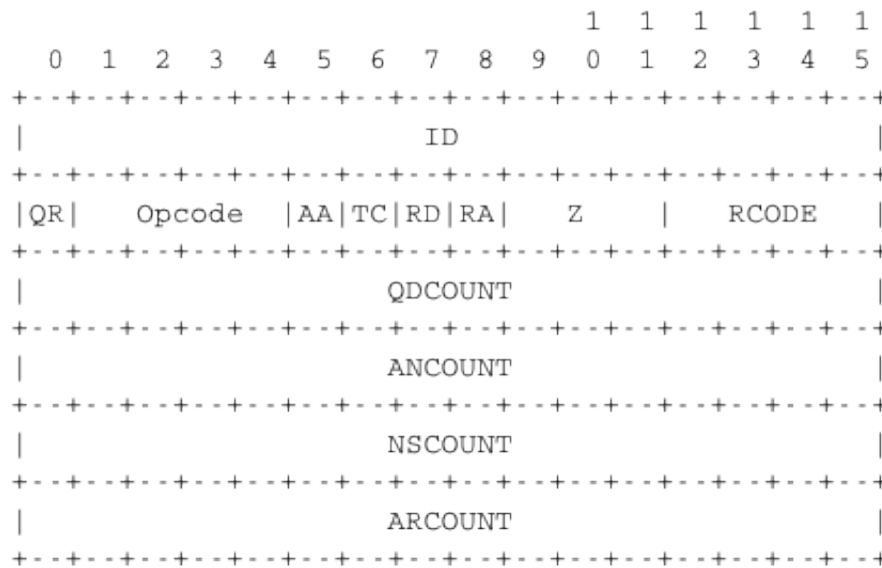 1 1 1 1 1 1
0 1 2 3 4 5 6 7 8 9 0 1 2 3 4 5
+--+--+--+--+--+--+--+--+--+--+--+--+--+--+--+--+
| ID |
+--+--+--+--+--+--+--+--+--+--+--+--+--+--+--+--+
|QR| Opcode |AA|TC|RD|RA| Z | RCODE |
+--+--+--+--+--+--+--+--+--+--+--+--+--+--+--+--+
| QDCOUNT |
+--+--+--+--+--+--+--+--+--+--+--+--+--+--+--+--+
| ANCOUNT |
+--+--+--+--+--+--+--+--+--+--+--+--+--+--+--+--+
| NSCOUNT |
+--+--+--+--+--+--+--+--+--+--+--+--+--+--+--+--+
| ARCOUNT |
+--+--+--+--+--+--+--+--+--+--+--+--+--+--+--+--+